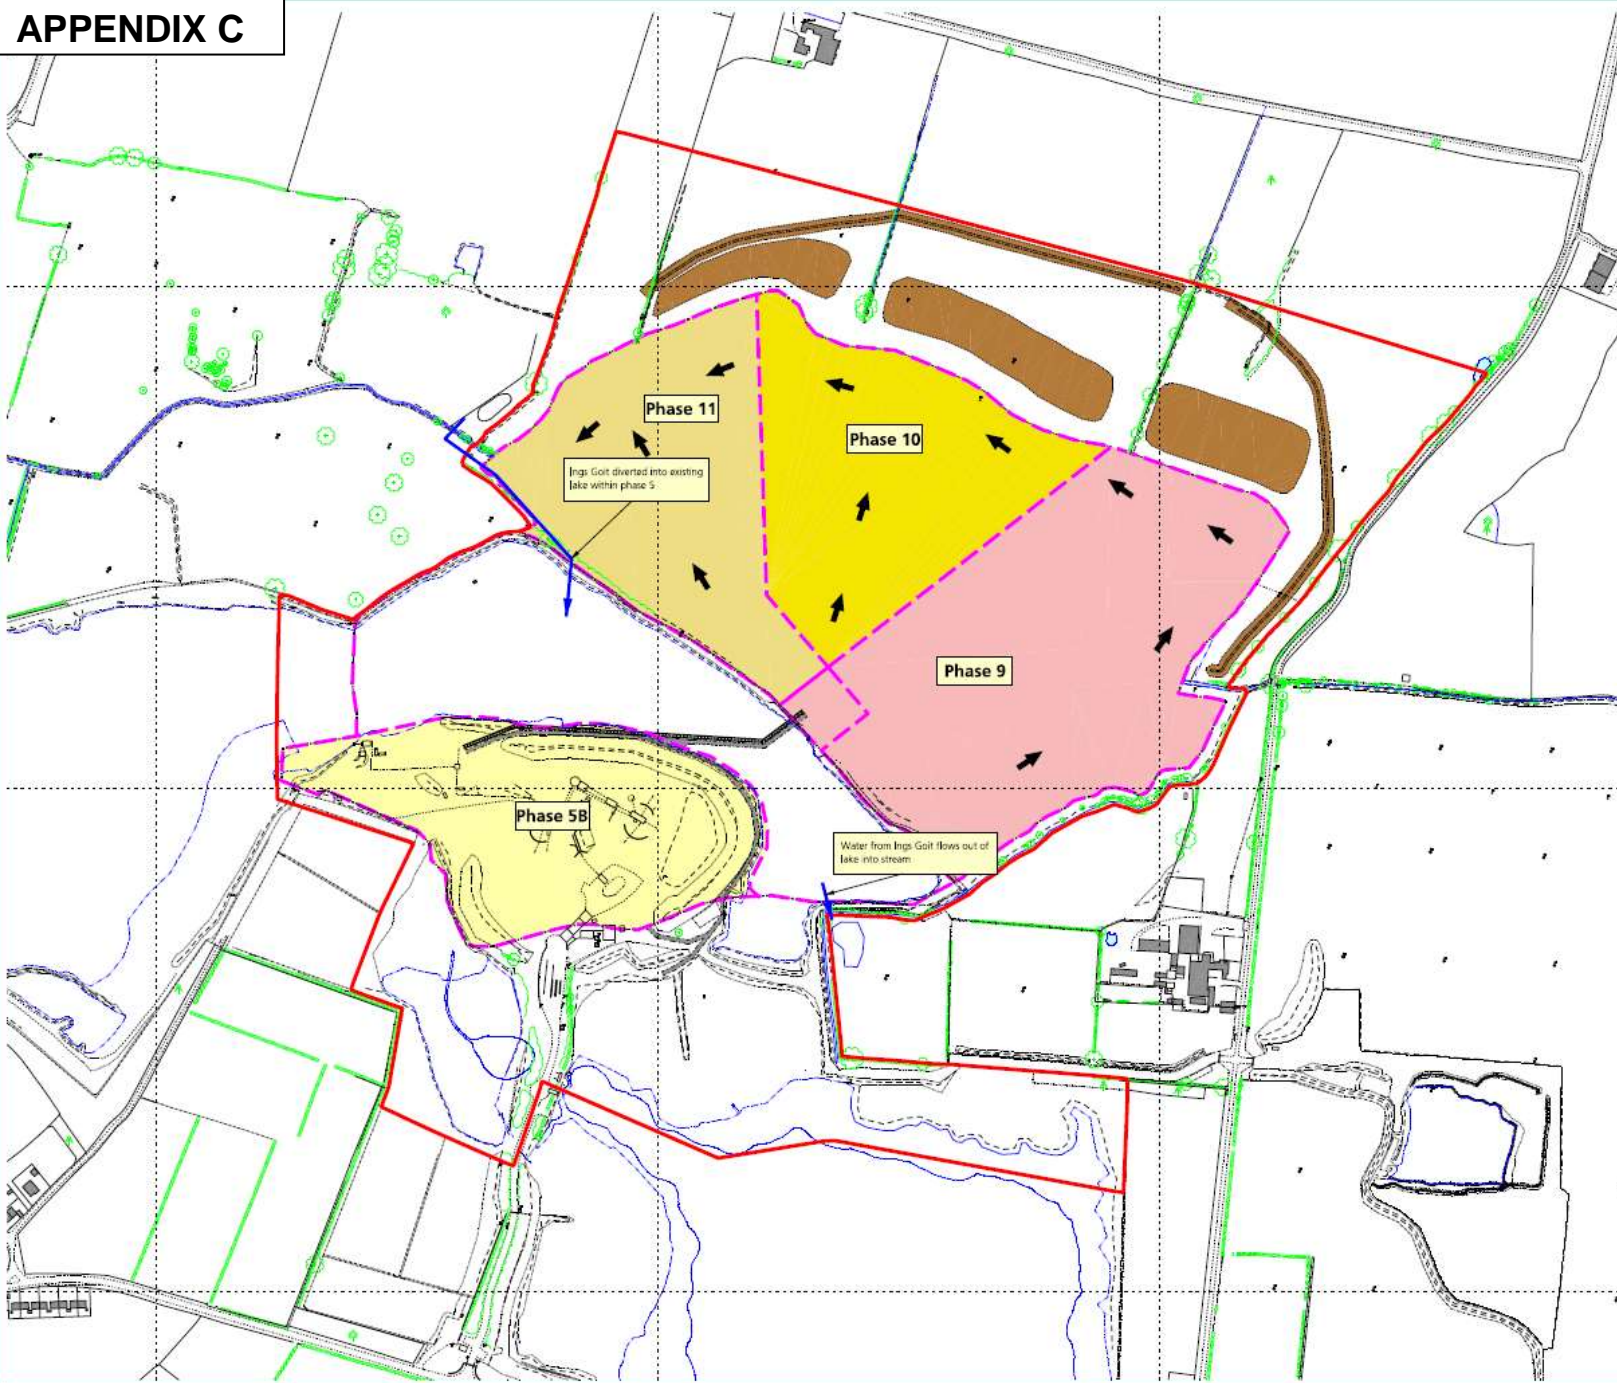 APPENDIX C
Phase 11
Phase 10
Ings Goit diverted into existing
lake within phase 5
Phase 9
Phase 5B
Water from Ings Goit flows out of
lake into stream